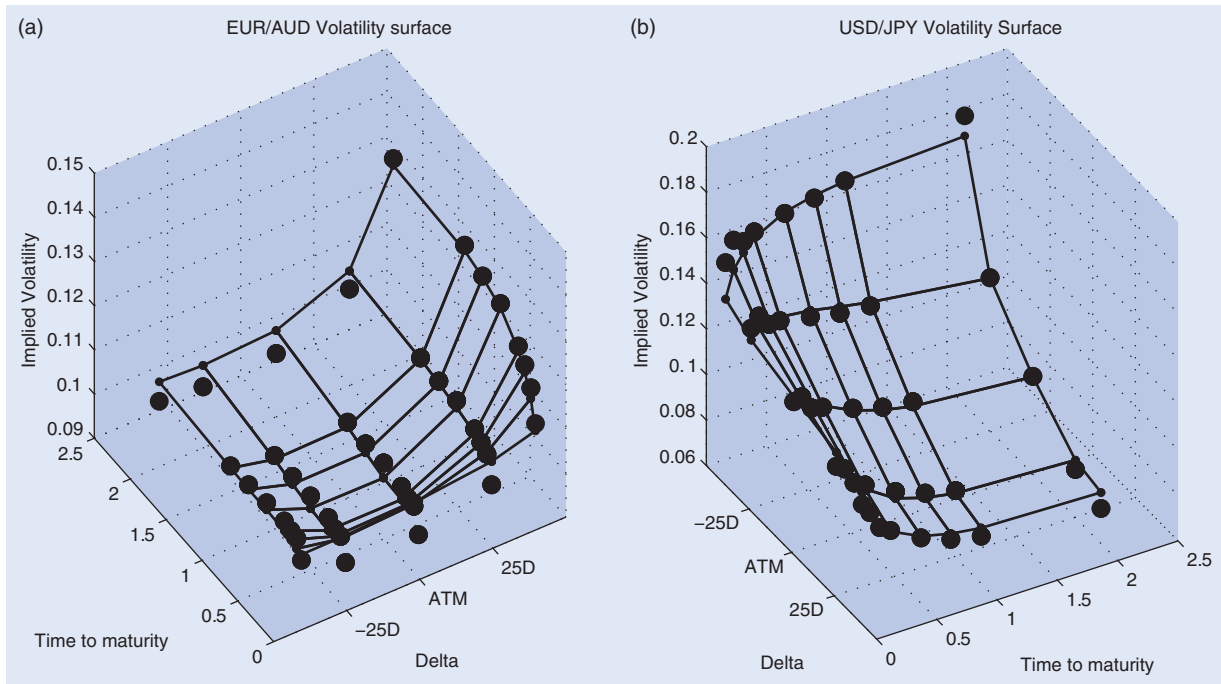 (a)
EUR/AUD Volatility surface
0.15
0.14
0.13
0.12
0.11
0.1
0.09
Implied Volatility
2.5
2
1.5
1
0.5
0
Time to maturity
−25D
ATM
25D
Delta
(b)
USD/JPY Volatility Surface
0.2
0.18
0.16
0.14
0.12
0.1
0.08
0.06
Implied Volatility
−25D
ATM
25D
Delta
0
0.5
1
1.5
2
2.5
Time to maturity